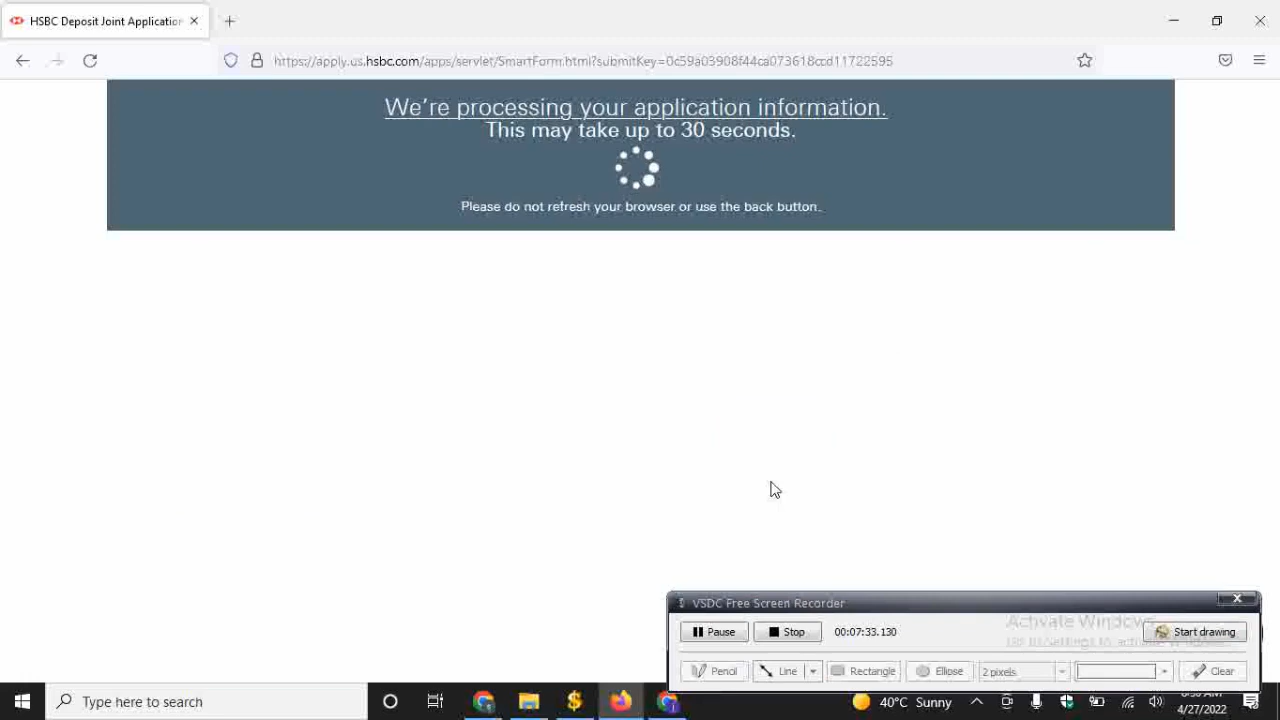 HSBC Deposit Joint Application
https://apply.us.hsbc.com/apps/servlet/SmartForm.html?submitKey=0c59a03908f44ca073618ccd11722595
We're processing your application information.
This may take up to 30 seconds.
Please do not refresh your browser or use the back button.
VSDC Free Screen Recorder
Pause Stop 00:07:33.130 Start drawing
Activate Windows
Pencil Line Rectangle Ellipse 2 pixels Clear
Type here to search
40°C Sunny
4/27/2022